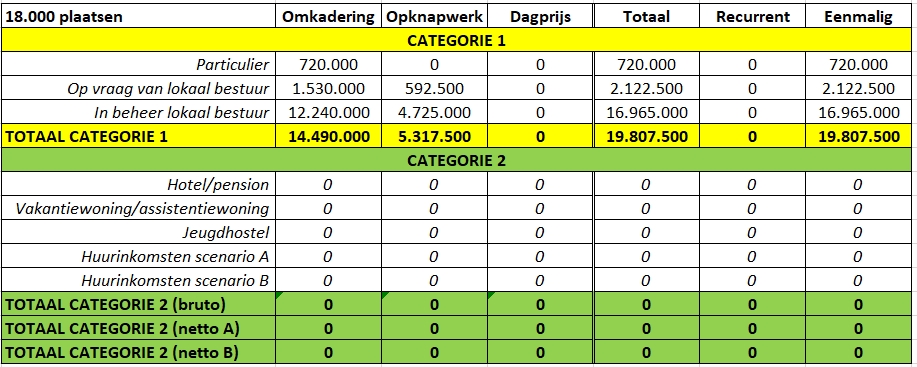 18.000 plaatsen Omkadering Opknapwerk Dagprijs Totaal Recurrent Eenmalig
CATEGORIE 1
Particulier 720.000 0 0 720.000 0 720.000
Op vraag van lokaal bestuur 1.530.000 592.500 0 2.122.500 0 2.122.500
In beheer lokaal bestuur 12.240.000 4.725.000 0 16.965.000 0 16.965.000
TOTAAL CATEGORIE 1 14.490.000 5.317.500 0 19.807.500 0 19.807.500
CATEGORIE 2
Hotel/pension 0 0 0 0 0 0
Vakantiewoning/assistentiewoning 0 0 0 0 0 0
Jeugdhostel 0 0 0 0 0 0
Huurinkomsten scenario A 0 0 0 0 0 0
Huurinkomsten scenario B 0 0 0 0 0 0
TOTAAL CATEGORIE 2 (bruto) 0 0 0 0 0 0
TOTAAL CATEGORIE 2 (netto A) 0 0 0 0 0 0
TOTAAL CATEGORIE 2 (netto B) 0 0 0 0 0 0